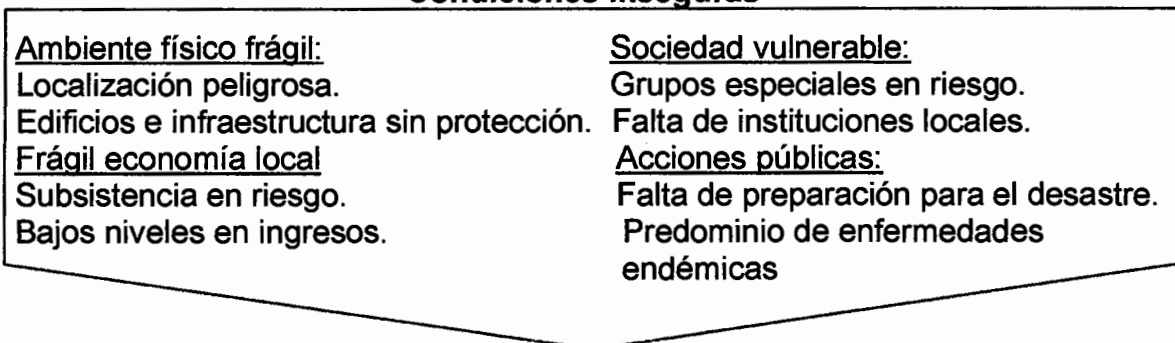 Ambiente físico frágil:
Localización peligrosa.
Edificios e infraestructura sin protección.
Frágil economía local
Subsistencia en riesgo.
Bajos niveles en ingresos.
Sociedad vulnerable:
Grupos especiales en riesgo.
Falta de instituciones locales.
Acciones públicas:
Falta de preparación para el desastre.
Predominio de enfermedades
endémicas